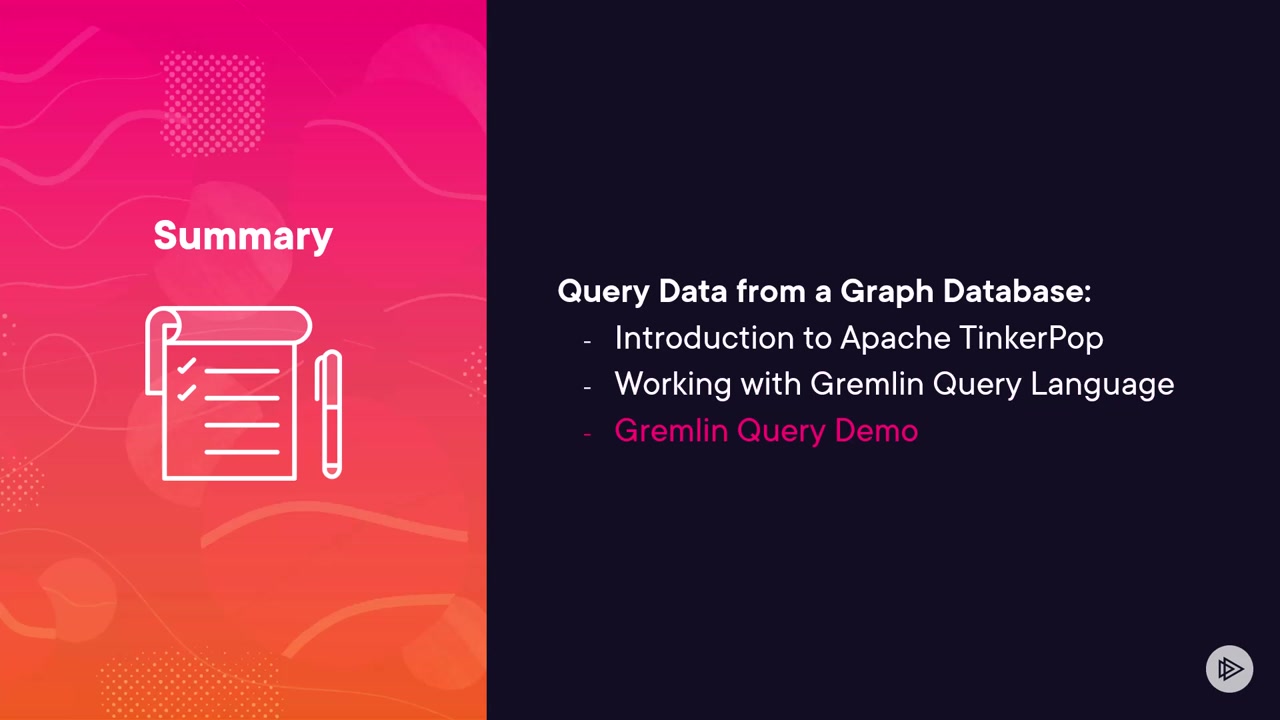 Summary
Query Data from a Graph Database:
- Introduction to Apache TinkerPop
- Working with Gremlin Query Language
- Gremlin Query Demo